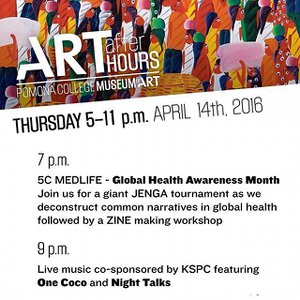 ART after
HOURS
POMONA COLLEGE MUSEUM OF ART
THURSDAY 5-11 p.m. APRIL 14th, 2016
7 p.m.
5C MEDLIFE - Global Health Awareness Month
Join us for a giant JENGA tournament as we
deconstruct common narratives in global health
followed by a ZINE making workshop
9 p.m.
Live music co-sponsored by KSPC featuring
One Coco and Night Talks